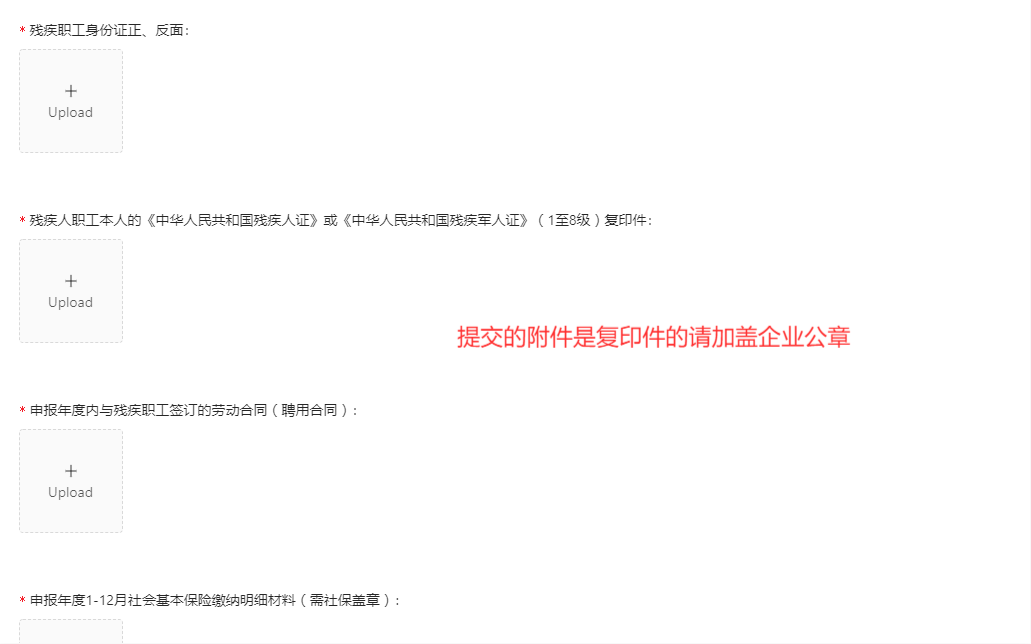 * 残疾职工身份证正、反面:
+
Upload
* 残疾人职工本人的《中华人民共和国残疾人证》或《中华人民共和国残疾军人证》（1至8级）复印件:
+
Upload
提交的附件是复印件的请加盖企业公章
* 申报年度内与残疾职工签订的劳动合同（聘用合同）:
+
Upload
* 申报年度1-12月社会基本保险缴纳明细材料（需社保盖章）: